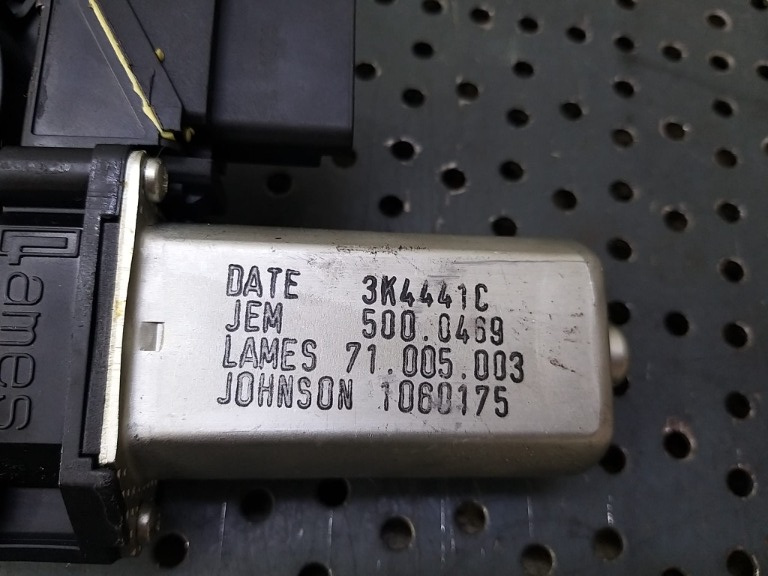 DATE 3K4441C
JEM 500.0469
LAMES 71.005.003
JOHNSON 1060175
Lames